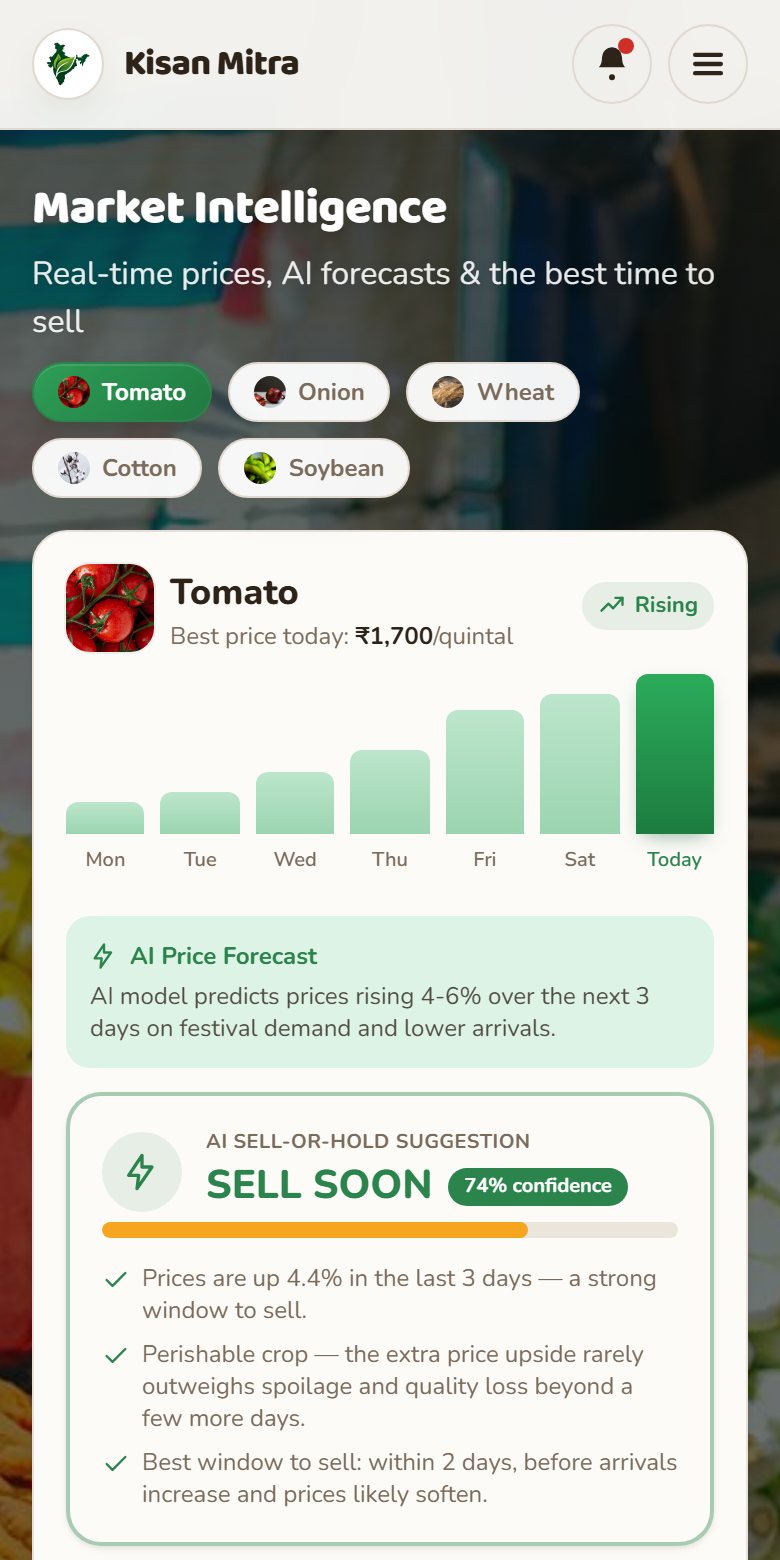 Kisan Mitra
Market Intelligence
Real-time prices, AI forecasts & the best time to
sell
Tomato
Onion
Wheat
Cotton
Soybean
Tomato
Best price today: ₹1,700/quintal
Rising
Mon Tue Wed Thu Fri Sat Today
AI Price Forecast
AI model predicts prices rising 4-6% over the next 3
days on festival demand and lower arrivals.
AI SELL-OR-HOLD SUGGESTION
SELL SOON
74% confidence
Prices are up 4.4% in the last 3 days — a strong
window to sell.
Perishable crop — the extra price upside rarely
outweighs spoilage and quality loss beyond a
few more days.
Best window to sell: within 2 days, before arrivals
increase and prices likely soften.